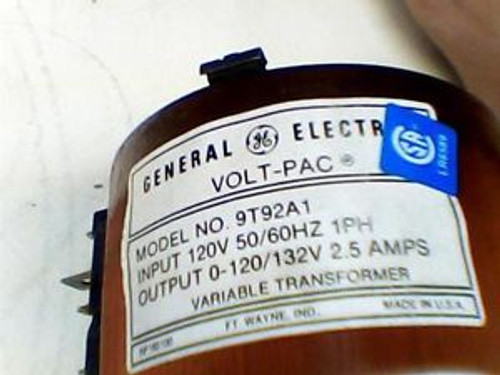 GENERAL GE ELECTR
VOLT-PAC ®
MODEL NO. 9T92A1
INPUT 120V 50/60HZ 1PH
OUTPUT 0-120/132V 2.5 AMPS
VARIABLE TRANSFORMER
FT. WAYNE, IND. MADE IN U.S.A.
SA